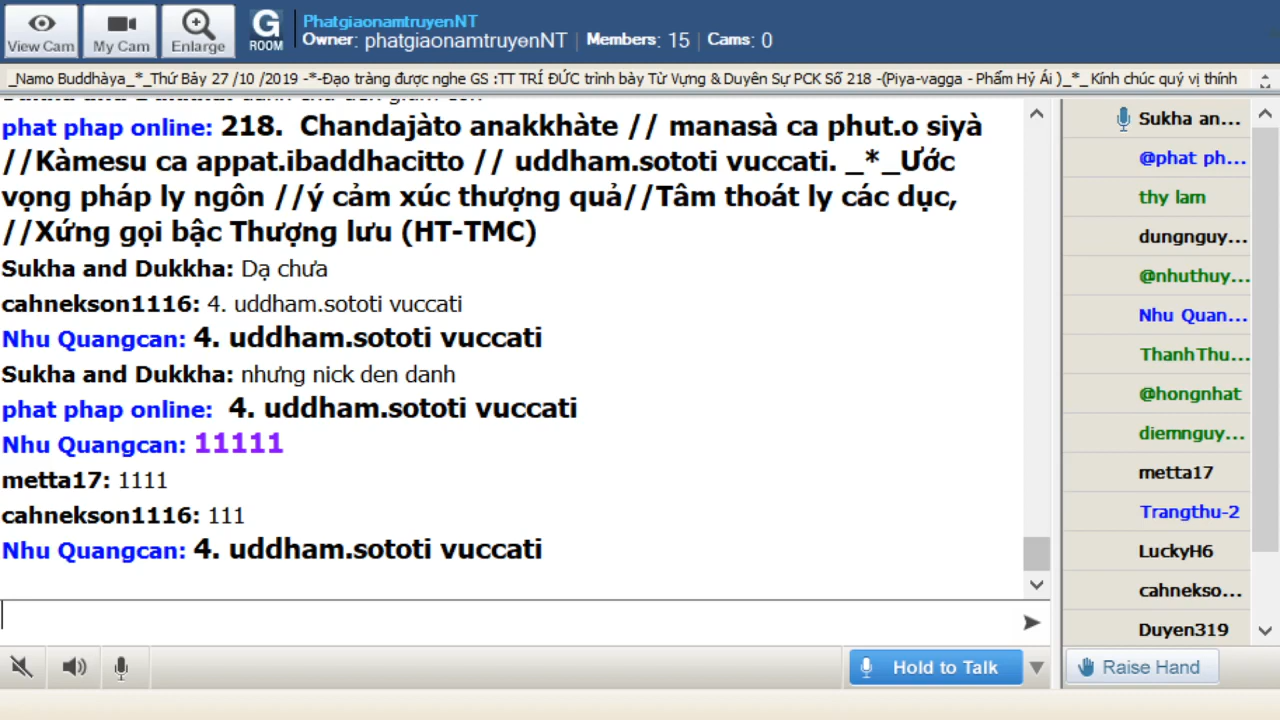 View Cam
My Cam
Enlarge
G ROOM
PhatgiaonamtruyenNT
Owner: phatgiaonamtruyenNT | Members: 15 | Cams: 0
_Namo Buddhàya_*_Thứ Bảy 27 /10 /2019 -*-Đạo tràng được nghe GS :TT TRÍ ĐỨC trình bày Từ Vựng & Duyên Sự PCK Số 218 -(Piya-vagga - Phẩm Hỷ Ái )_*_Kính chúc quý vị thính
phat phap online: 218. Chandajàto anakkhàte // manasà ca phut.o siyà
//Kàmesu ca appat.ibaddhacitto // uddham.sototi vuccati. _*_Ước
vọng pháp ly ngôn //ý cảm xúc thượng quả//Tâm thoát ly các dục,
//Xứng gọi bậc Thượng lưu (HT-TMC)
Sukha and Dukkha: Dạ chưa
cahnekson1116: 4. uddham.sototi vuccati
Nhu Quangcan: 4. uddham.sototi vuccati
Sukha and Dukkha: nhưng nick den danh
phat phap online: 4. uddham.sototi vuccati
Nhu Quangcan: 11111
metta17: 1111
cahnekson1116: 111
Nhu Quangcan: 4. uddham.sototi vuccati
Sukha an...
@phat ph...
thy lam
dungnguy...
@nhuthuy...
Nhu Quan...
ThanhThu...
@hongnhat
diemnguy...
metta17
Trangthu-2
LuckyH6
cahnekso...
Duyen319
Hold to Talk
Raise Hand